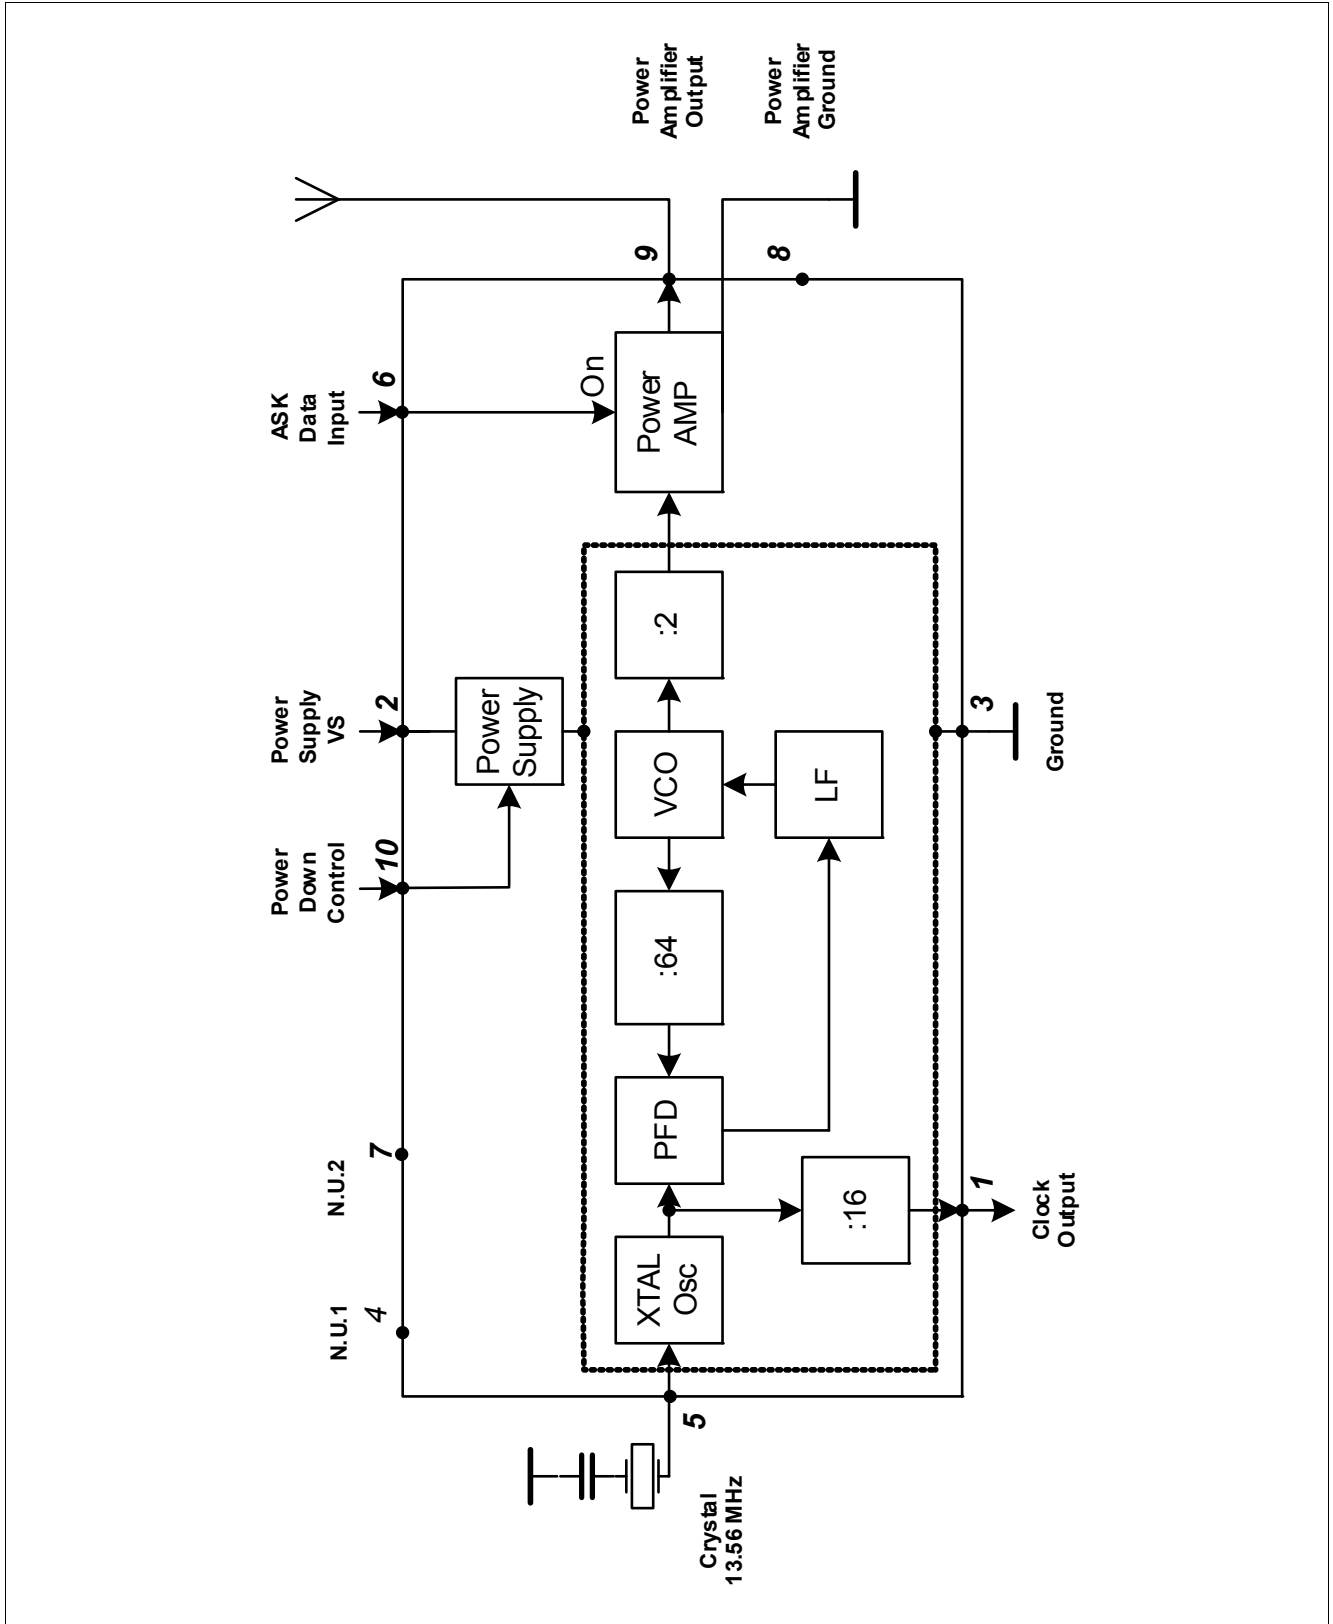 N.U.1
4
N.U.2
7
Power
Down
Control
10
Power
Supply
VS
2
ASK
Data
Input
6
Power
Supply
On
Crystal
13.56 MHz
5
XTAL
Osc
PFD
:64
VCO
:2
Power
AMP
9
Power
Amplifier
Output
:16
LF
8
Power
Amplifier
Ground
1
Clock
Output
3
Ground